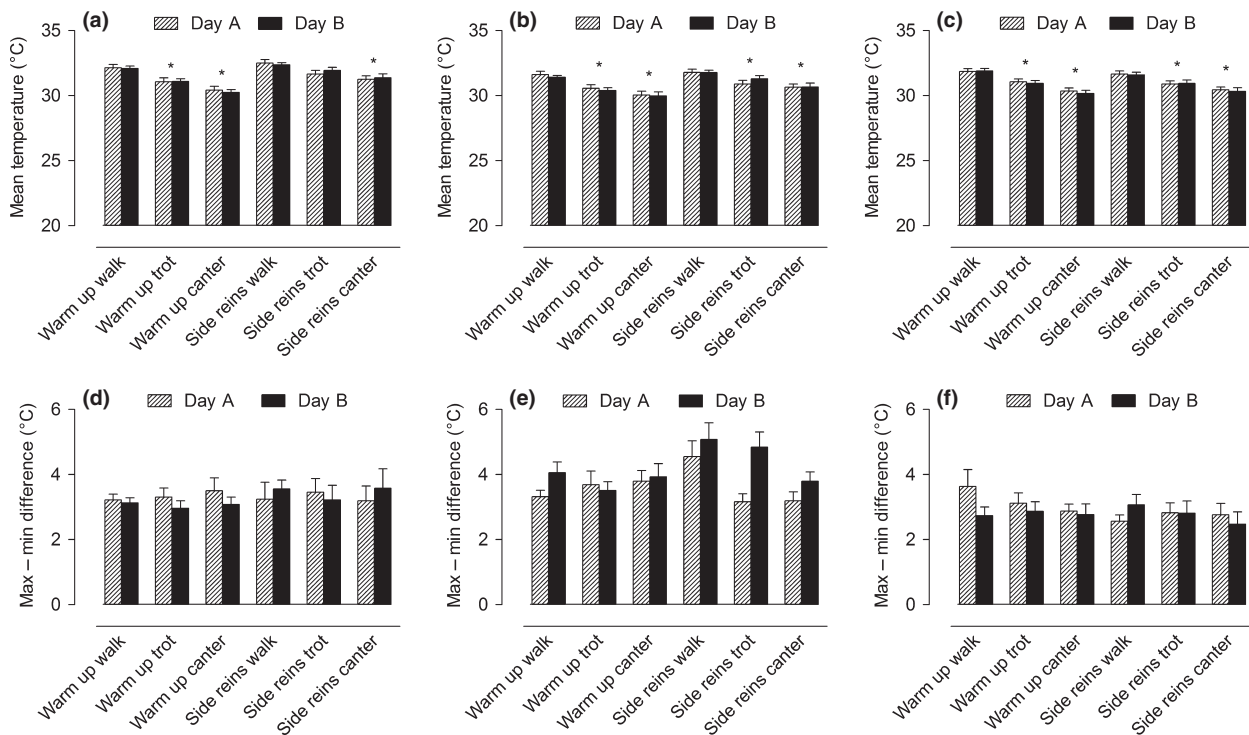 (a) Day A Day B
Mean temperature (°C)
35
30
25
20
* * *
Warm up walk
Warm up trot
Warm up canter
Side reins walk
Side reins trot
Side reins canter
(b) Day A Day B
Mean temperature (°C)
35
30
25
20
* * * *
Warm up walk
Warm up trot
Warm up canter
Side reins walk
Side reins trot
Side reins canter
(c) Day A Day B
Mean temperature (°C)
35
30
25
20
* * * *
Warm up walk
Warm up trot
Warm up canter
Side reins walk
Side reins trot
Side reins canter
(d) Day A Day B
Max – min difference (°C)
6
4
2
0
Warm up walk
Warm up trot
Warm up canter
Side reins walk
Side reins trot
Side reins canter
(e) Day A Day B
Max – min difference (°C)
6
4
2
0
Warm up walk
Warm up trot
Warm up canter
Side reins walk
Side reins trot
Side reins canter
(f) Day A Day B
Max – min difference (°C)
6
4
2
0
Warm up walk
Warm up trot
Warm up canter
Side reins walk
Side reins trot
Side reins canter